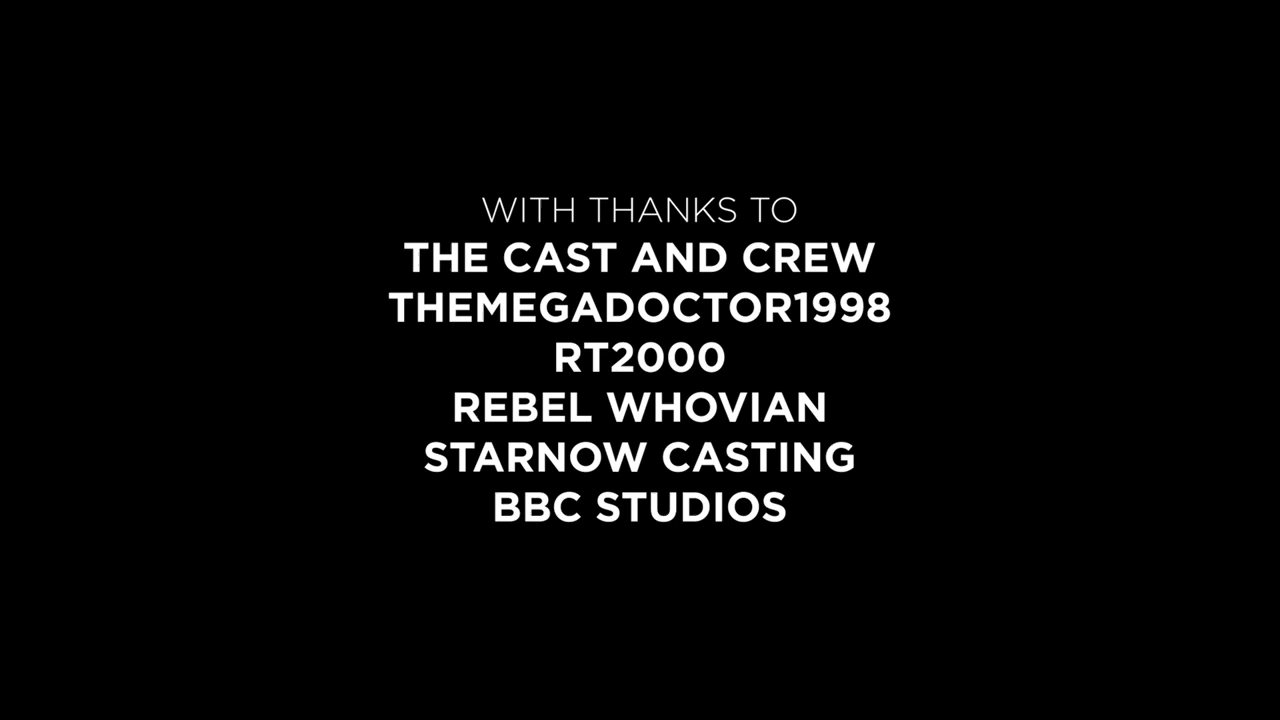 WITH THANKS TO
THE CAST AND CREW
THEMEGADOCTOR1998
RT2000
REBEL WHOVIAN
STARNOW CASTING
BBC STUDIOS